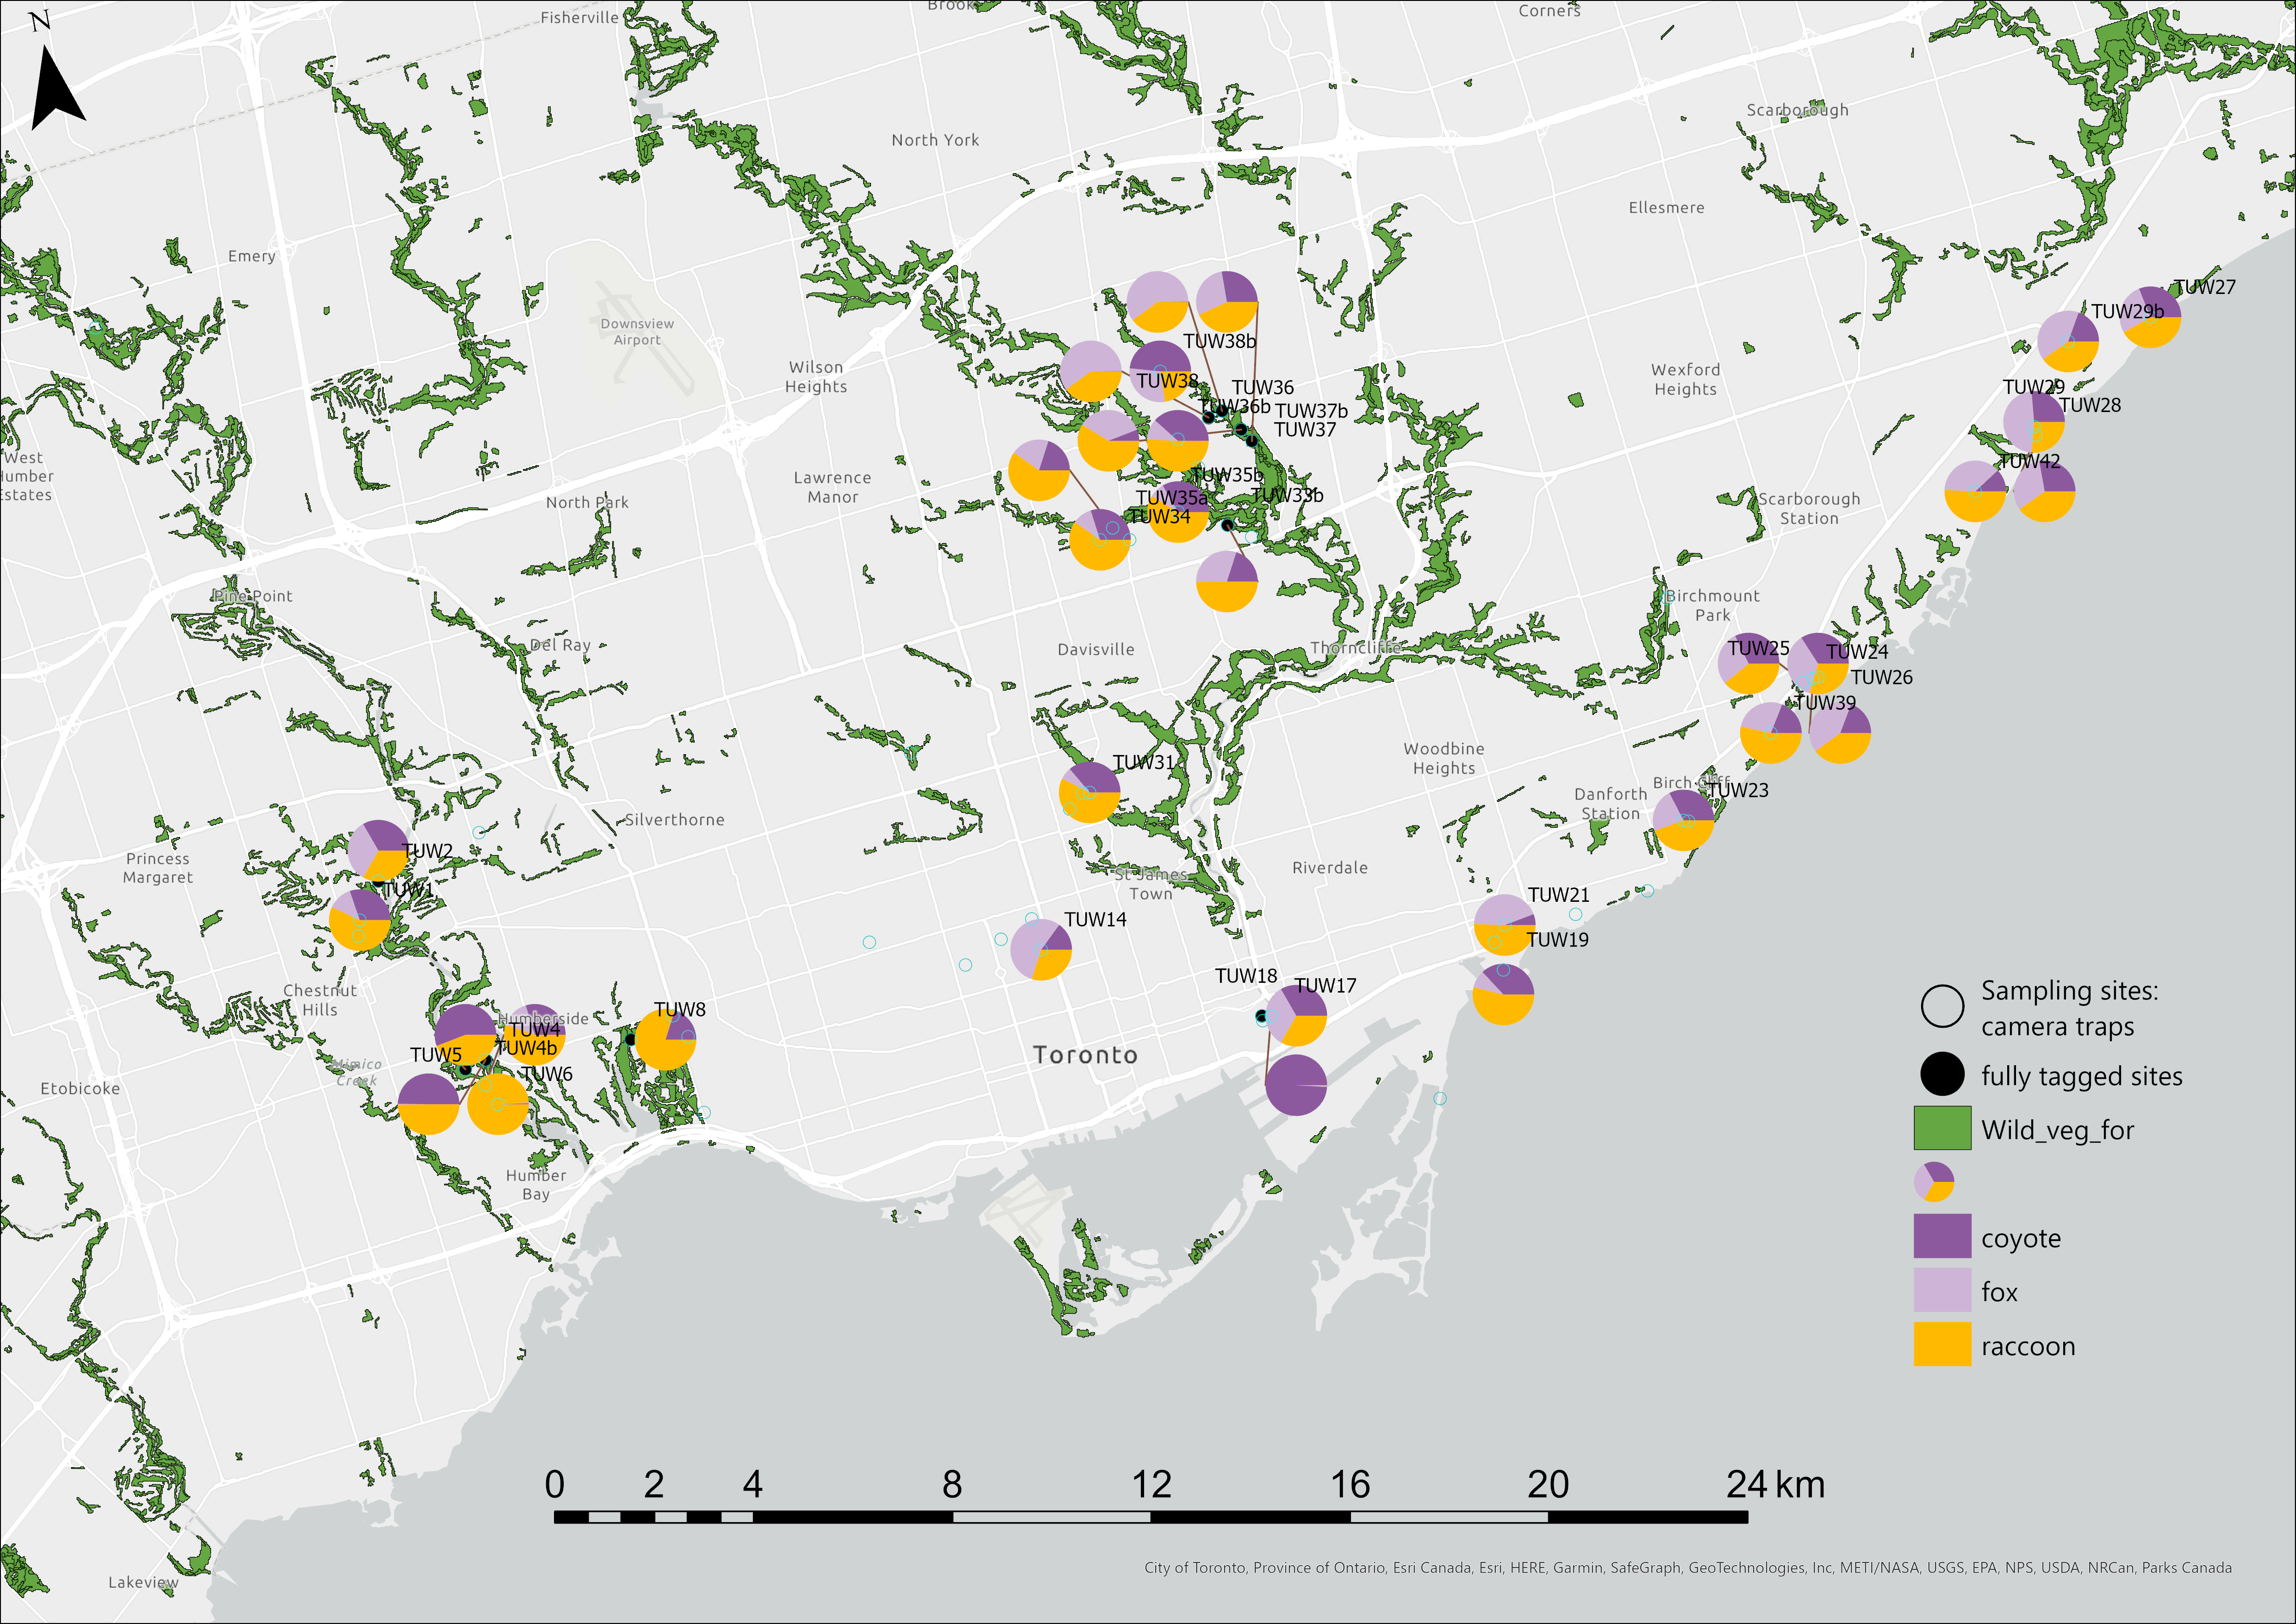 N
Fisherville
Corners
Scarborough
North York
Ellesmere
Emery
Downsview
Airport
TUW27
TUW29b
Wilson
Heights
TUW38b
Wexford
Heights
TUW38
TUW36
TUW36b
TUW37b
TUW37
TUW29
TUW28
West
Humber
Estates
Lawrence
Manor
North Park
TUW42
TUW35b
TUW35a
TUW33b
TUW34
Scarborough
Station
Pine Point
Birchmount
Park
Del Ray
Davisville
Thorncliffe
TUW25
TUW24
TUW26
TUW39
Woodbine
Heights
TUW31
Birch Cliff
TUW23
Danforth
Station
Silverthorne
Princess
Margaret
TUW2
TUW1
St James
Town
Riverdale
TUW21
TUW14
TUW19
TUW18
TUW17
Chestnut
Hills
Humberside
TUW8
TUW4
TUW4b
TUW5
TUW6
Mimico
Creek
Etobicoke
Toronto
Humber
Bay
Sampling sites:
camera traps
fully tagged sites
Wild_veg_for
coyote
fox
raccoon
0 2 4 8 12 16 20 24 km
City of Toronto, Province of Ontario, Esri Canada, Esri, HERE, Garmin, SafeGraph, GeoTechnologies, Inc, METI/NASA, USGS, EPA, NPS, USDA, NRCan, Parks Canada
Lakeview